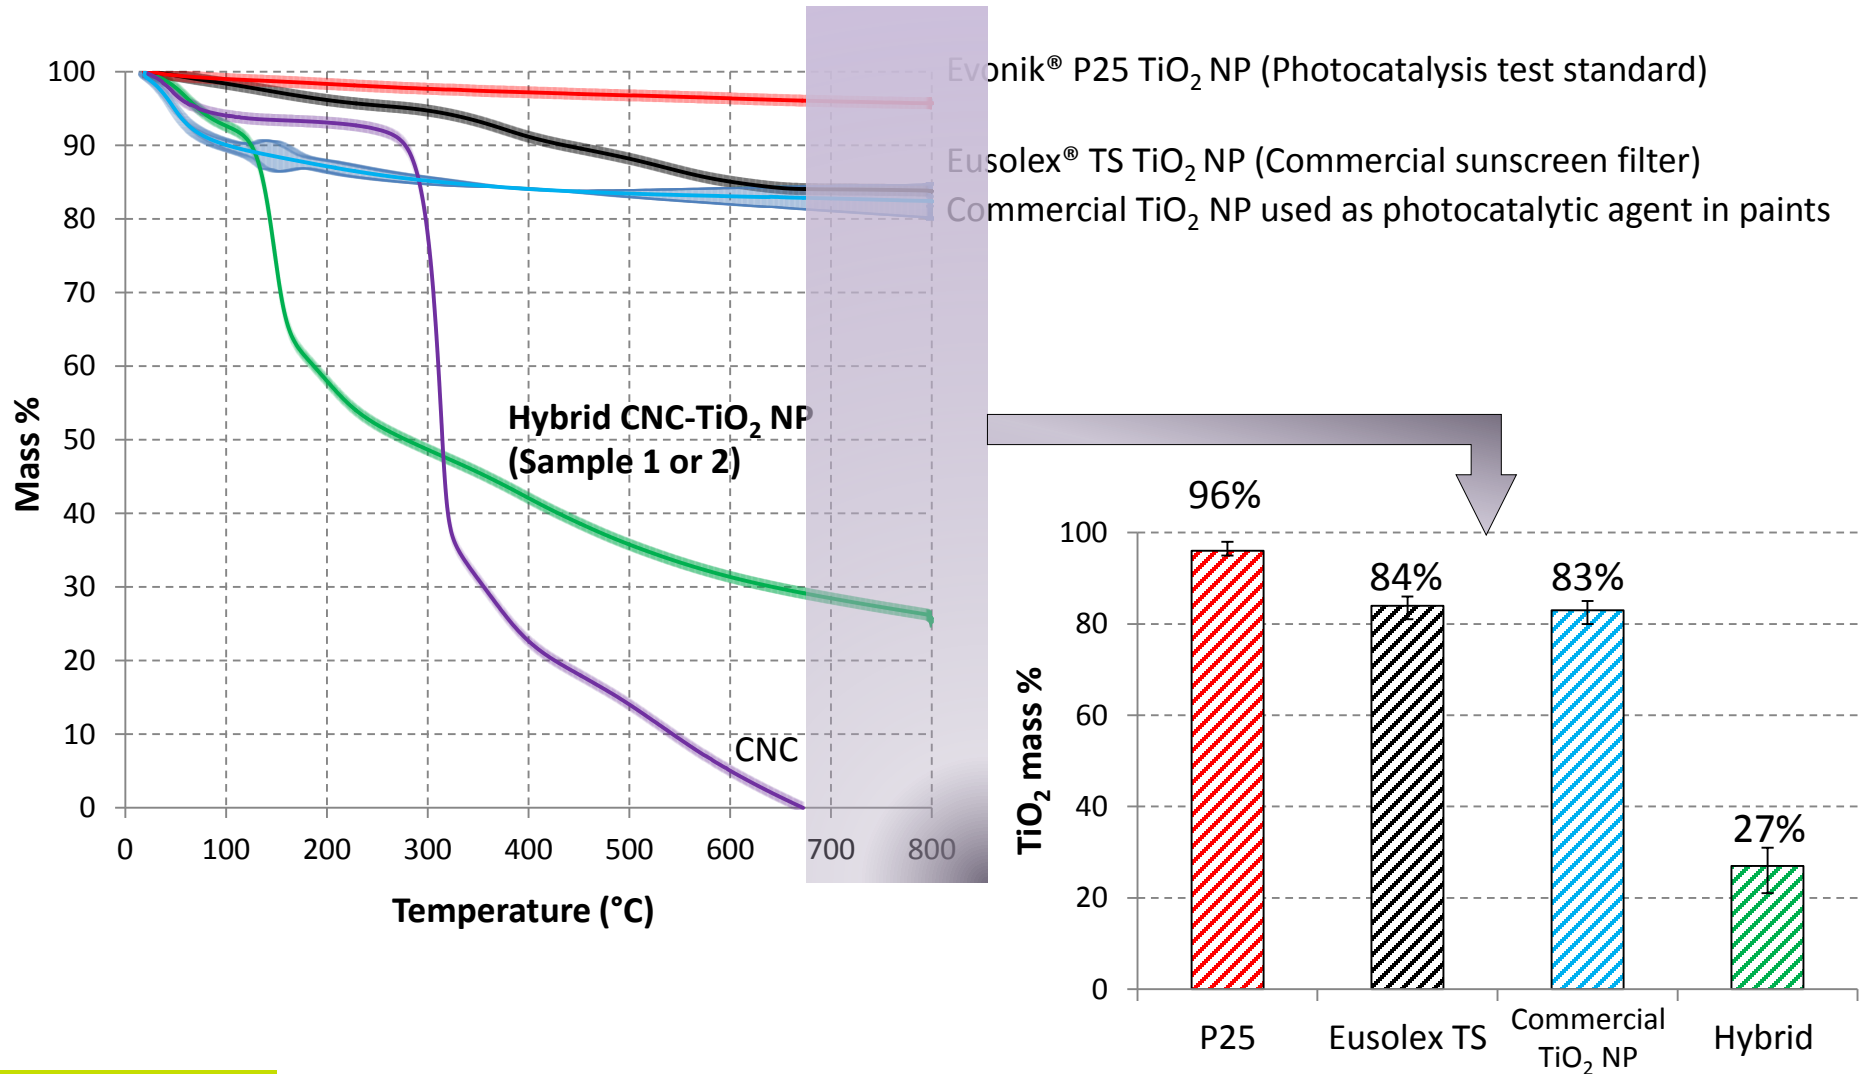 Evonik® P25 TiO₂ NP (Photocatalysis test standard)
Eusolex® TS TiO₂ NP (Commercial sunscreen filter)
Commercial TiO₂ NP used as photocatalytic agent in paints
100
90
80
70
60
50
40
30
20
10
0
Mass %
Hybrid CNC-TiO₂ NP
(Sample 1 or 2)
CNC
0 100 200 300 400 500 600 700 800
Temperature (°C)
96%
84%
83%
27%
100
80
60
40
20
0
TiO₂ mass %
P25
Eusolex TS
Commercial
TiO₂ NP
Hybrid